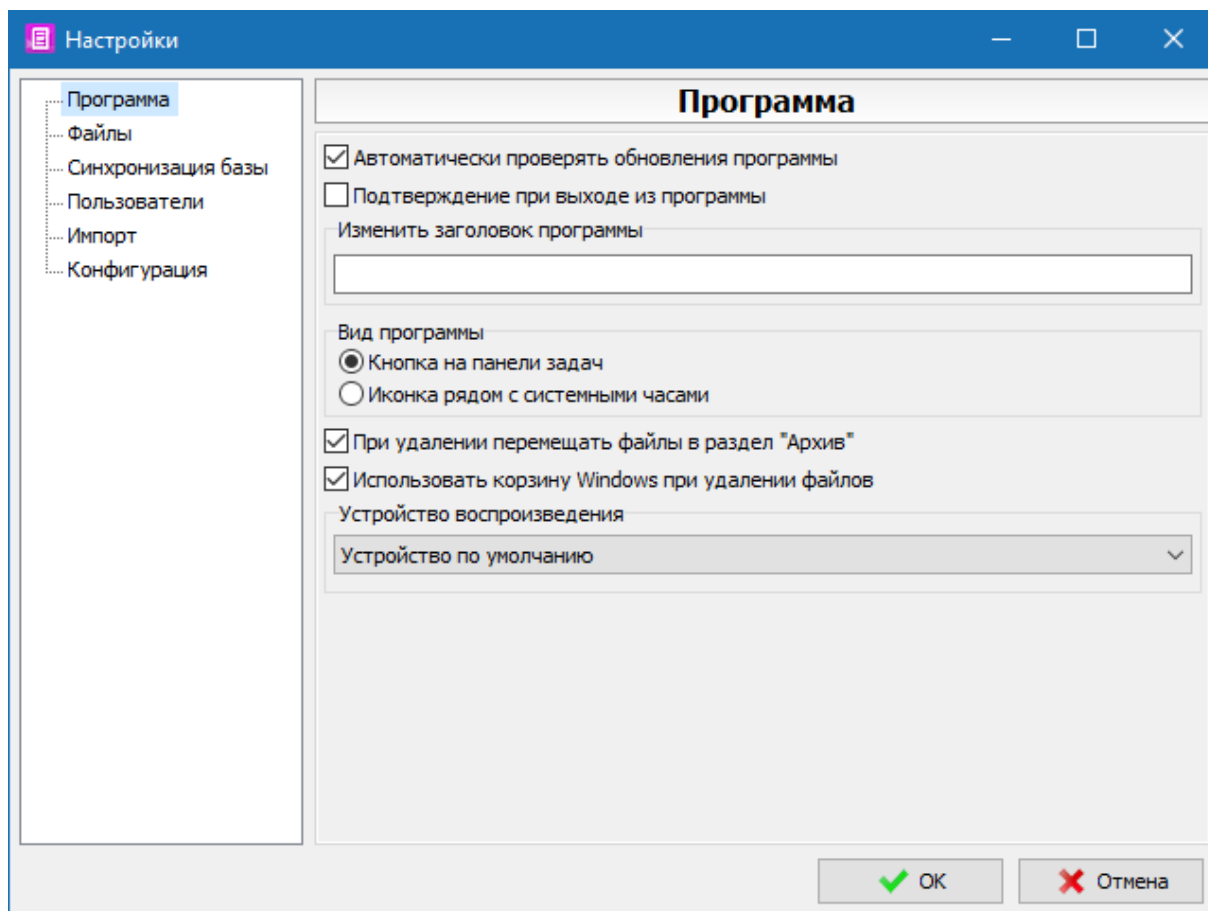 Настройки
Программа
Файлы
Синхронизация базы
Пользователи
Импорт
Конфигурация
Программа
Автоматически проверять обновления программы
Подтверждение при выходе из программы
Изменить заголовок программы
Вид программы
Кнопка на панели задач
Иконка рядом с системными часами
При удалении перемещать файлы в раздел "Архив"
Использовать корзину Windows при удалении файлов
Устройство воспроизведения
Устройство по умолчанию
OK
Отмена